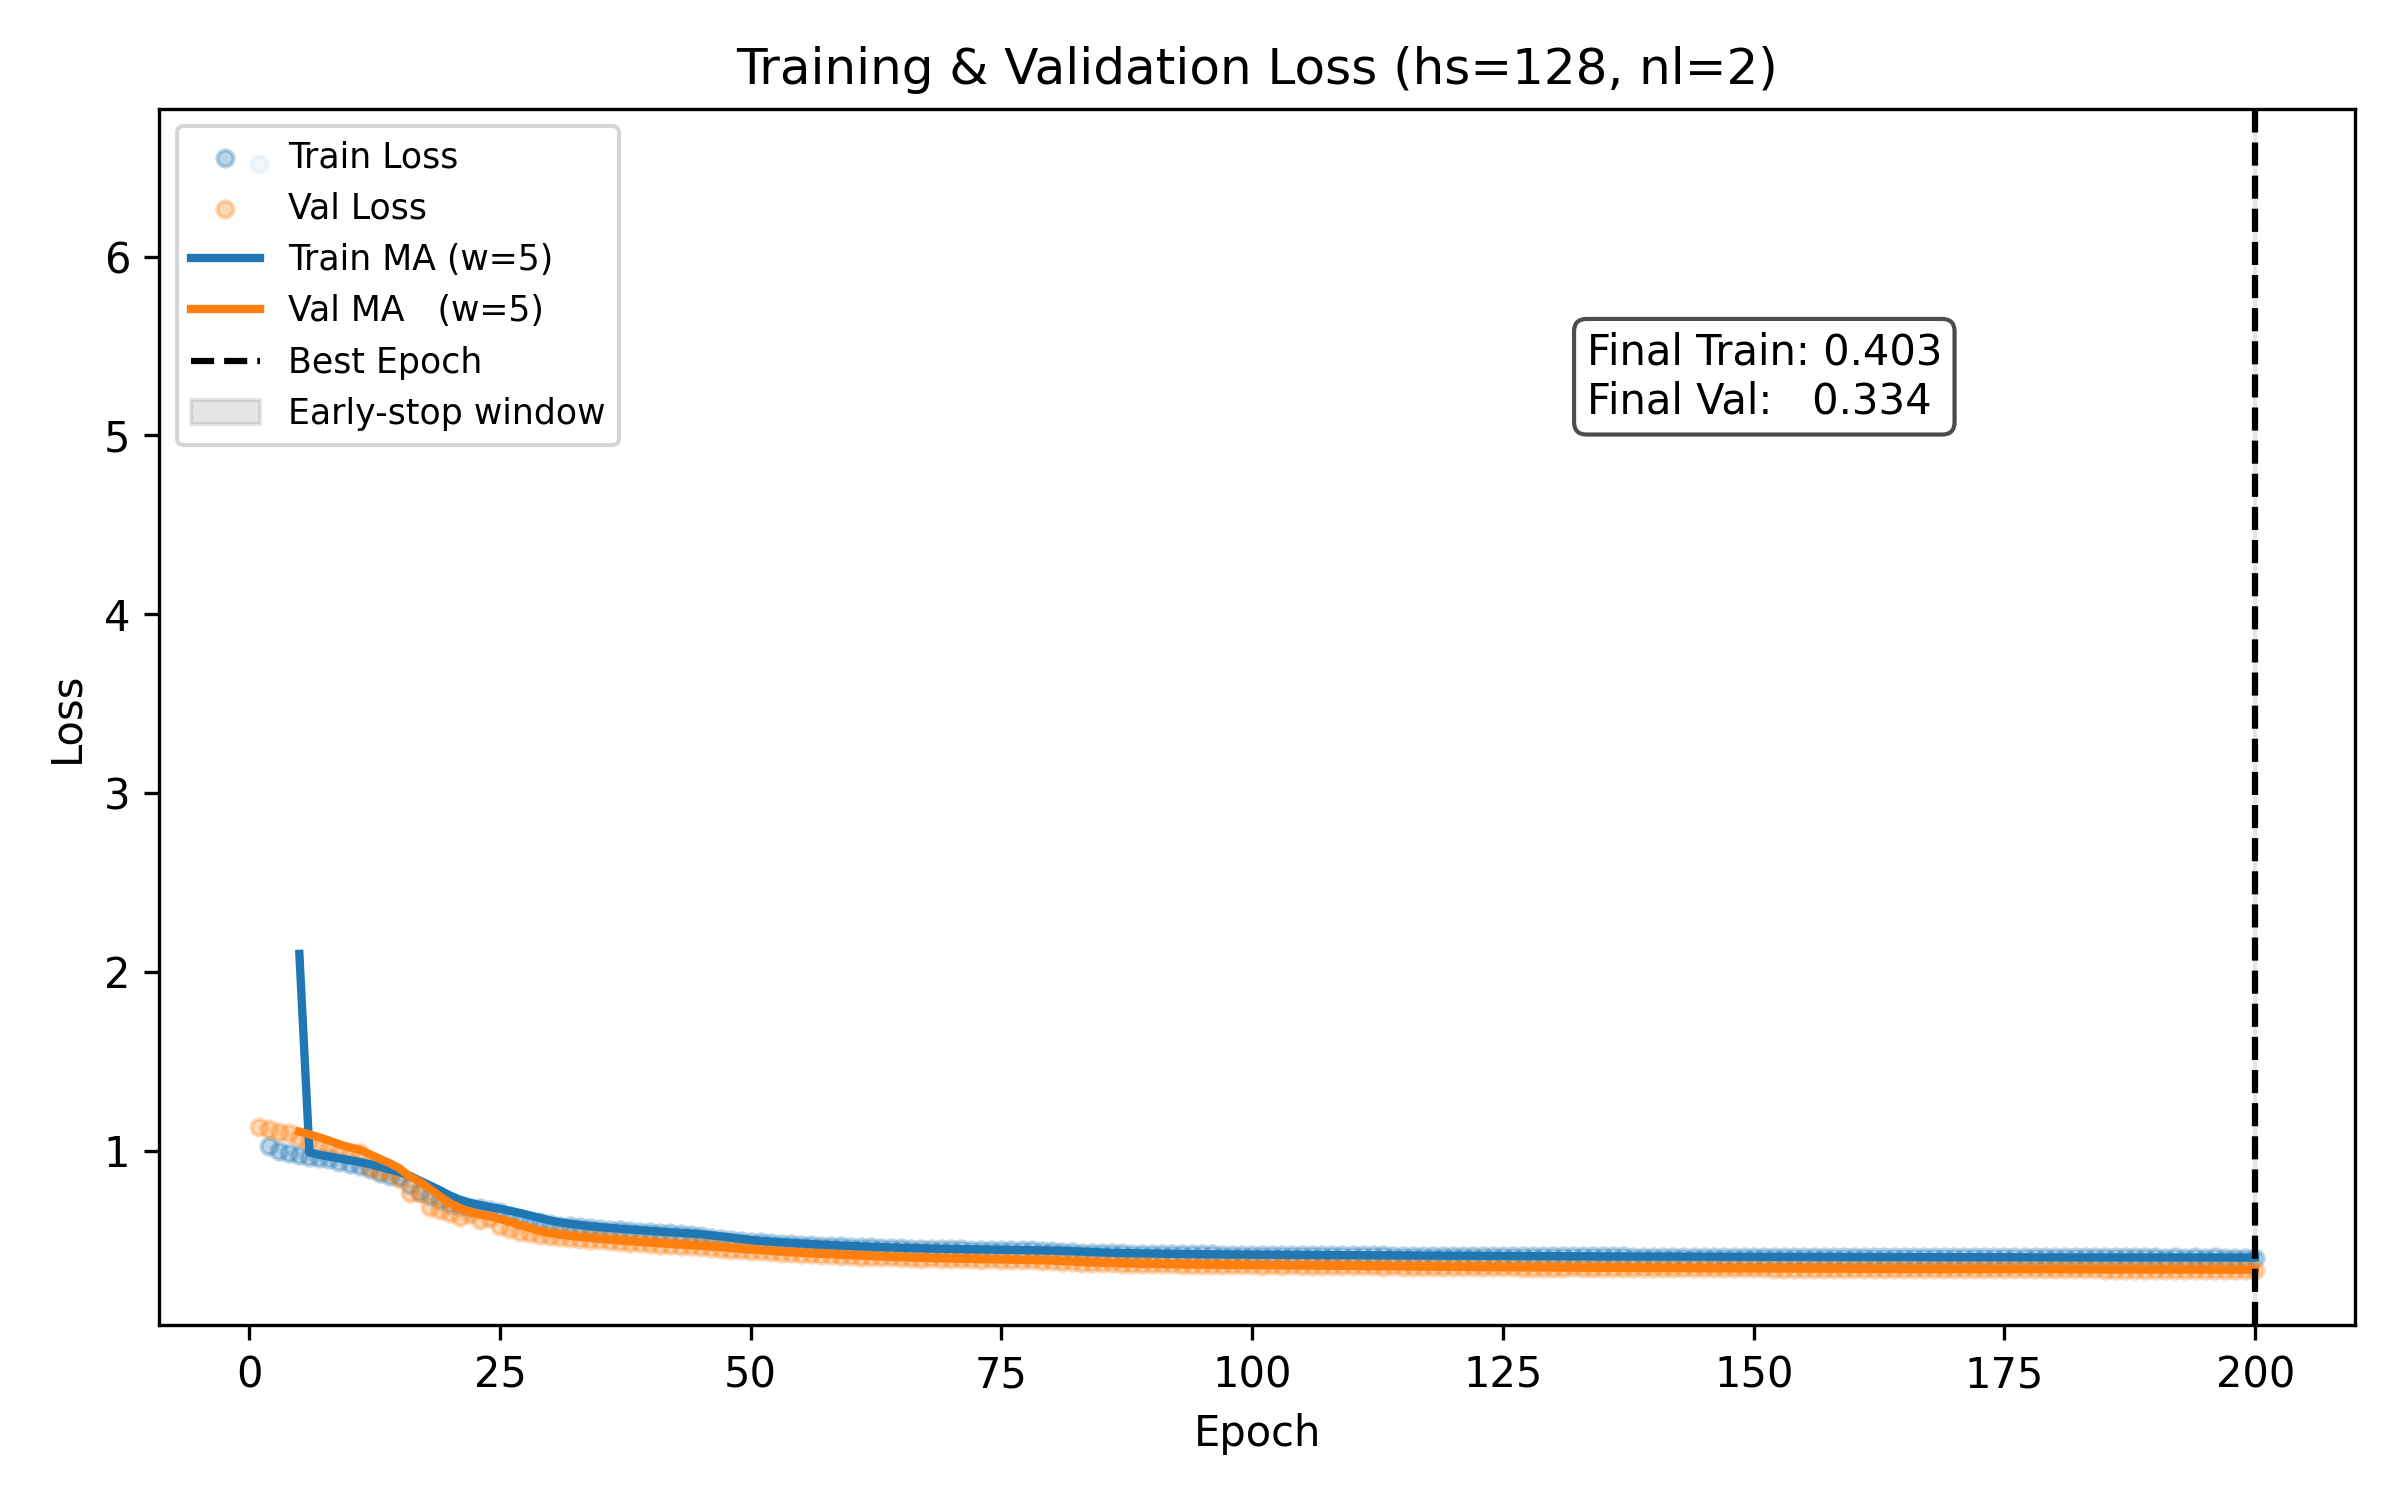 Training & Validation Loss (hs=128, nl=2)
Train Loss
Val Loss
Train MA (w=5)
Val MA   (w=5)
Best Epoch
Early-stop window
Final Train: 0.403
Final Val:   0.334
Loss
6
5
4
3
2
1
0 25 50 75 100 125 150 175 200
Epoch